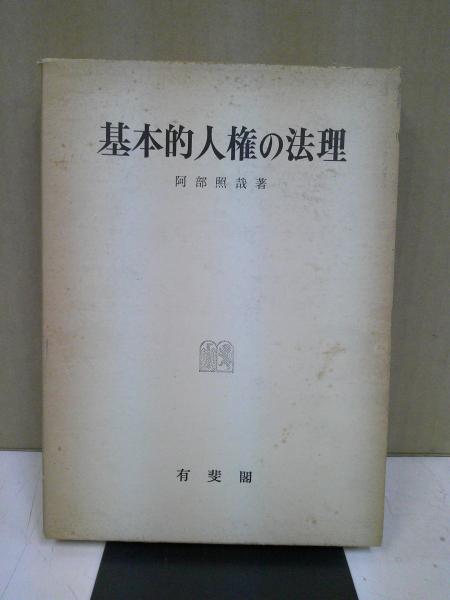 基本的人権の法理
阿部照哉著
有斐閣